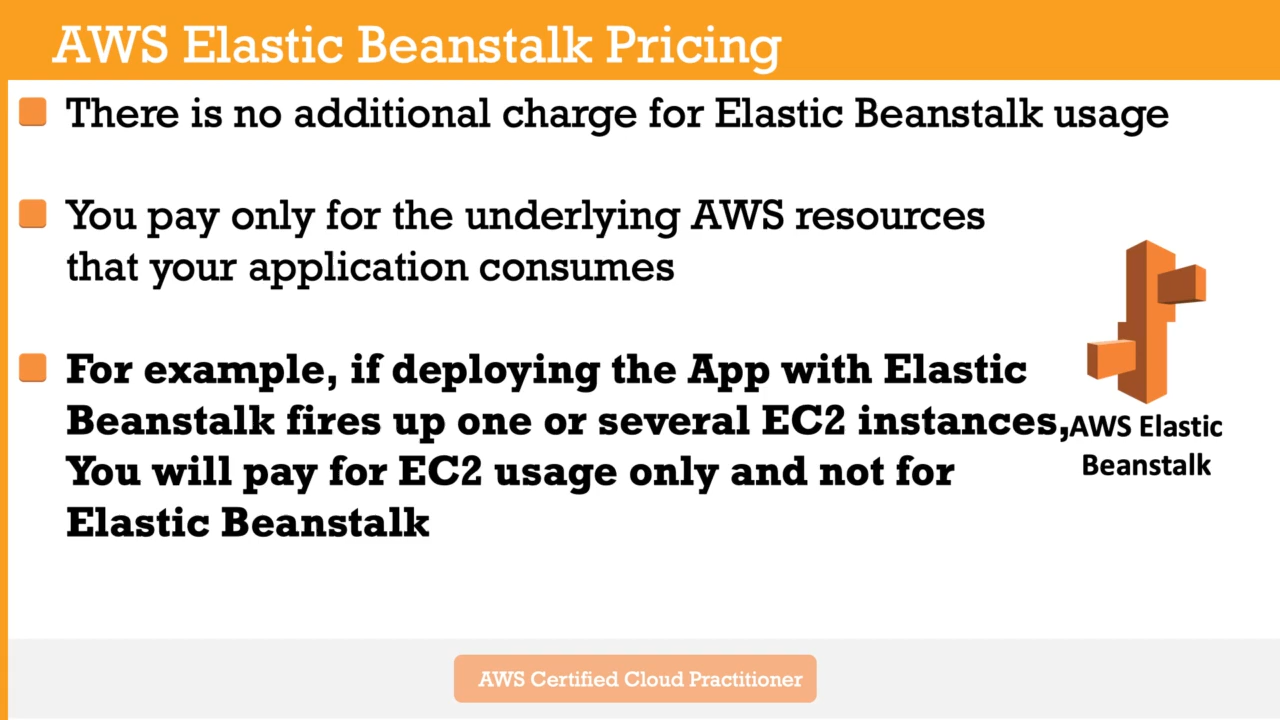 AWS Elastic Beanstalk Pricing
There is no additional charge for Elastic Beanstalk usage
You pay only for the underlying AWS resources
that your application consumes
For example, if deploying the App with Elastic
Beanstalk fires up one or several EC2 instances,
You will pay for EC2 usage only and not for
Elastic Beanstalk
AWS Elastic
Beanstalk
AWS Certified Cloud Practitioner